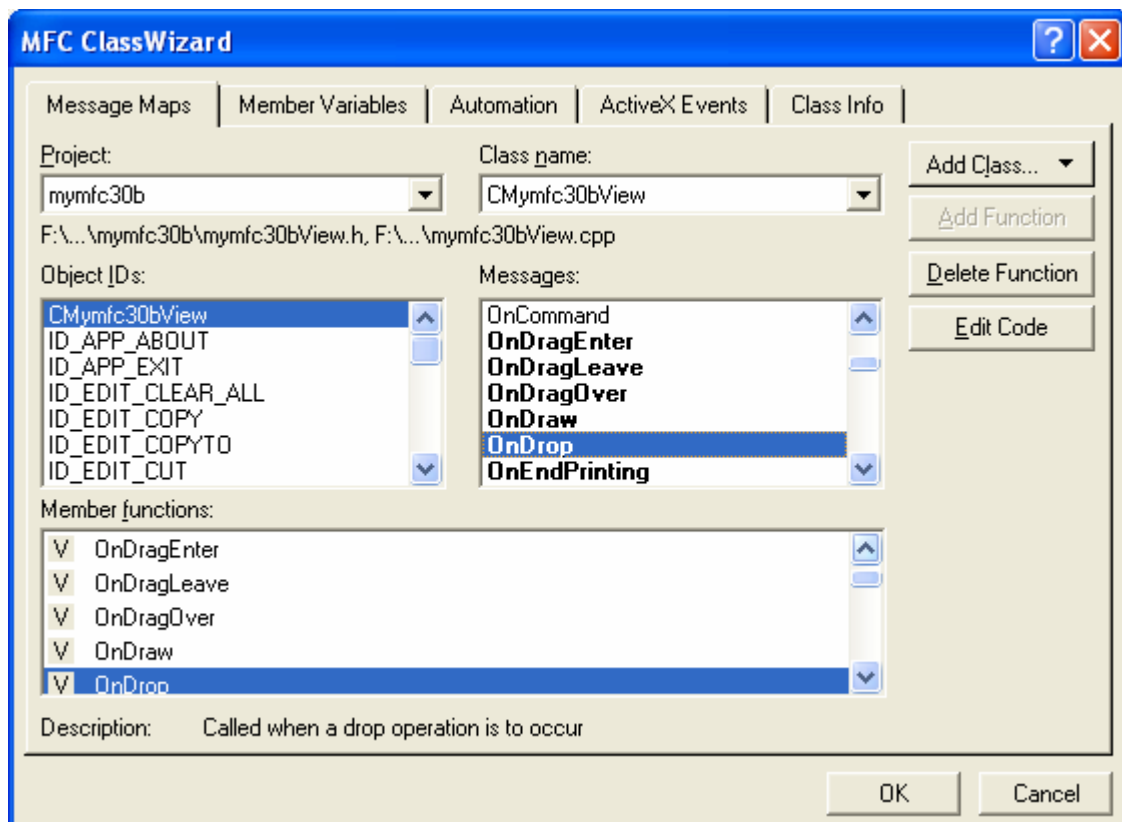 MFC ClassWizard
Message Maps Member Variables Automation ActiveX Events Class Info
Project: Class name:
mymfc30b CMymfc30bView
Add Class...
Add Function
F:\...\mymfc30b\mymfc30bView.h, F:\...\mymfc30bView.cpp
Object IDs: Messages:
Delete Function
Edit Code
CMymfc30bView
ID_APP_ABOUT
ID_APP_EXIT
ID_EDIT_CLEAR_ALL
ID_EDIT_COPY
ID_EDIT_COPYTO
ID_EDIT_CUT
OnCommand
OnDragEnter
OnDragLeave
OnDragOver
OnDraw
OnDrop
OnEndPrinting
Member functions:
V OnDragEnter
V OnDragLeave
V OnDragOver
V OnDraw
V OnDrop
Description: Called when a drop operation is to occur
OK Cancel